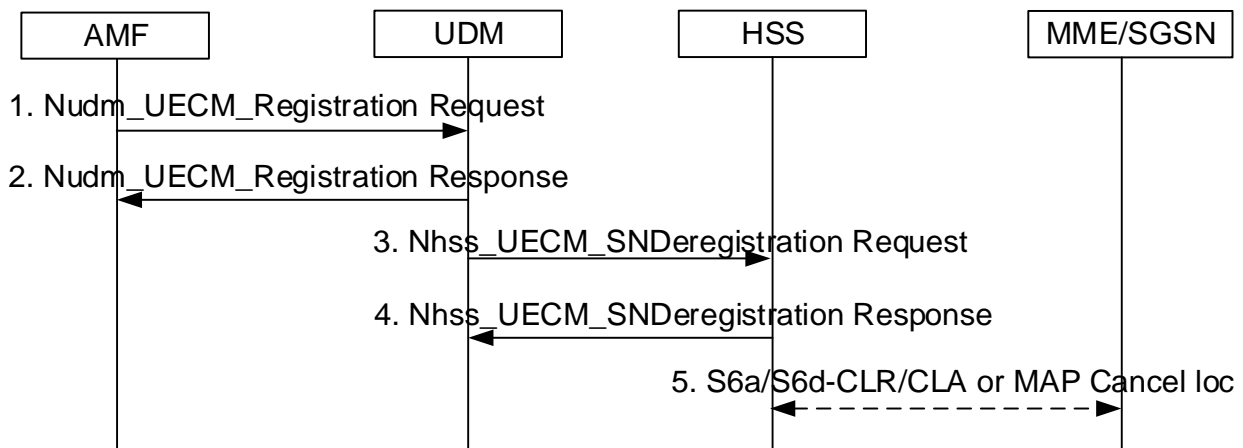 AMF UDM HSS MME/SGSN
1. Nudm_UECM_Registration Request
2. Nudm_UECM_Registration Response
3. Nhss_UECM_SNDeregistration Request
4. Nhss_UECM_SNDeregistration Response
5. S6a/S6d-CLR/CLA or MAP Cancel loc